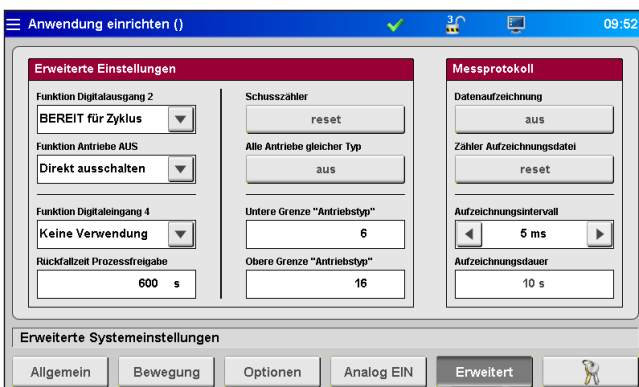 Anwendung einrichten ()
3
09:52
Erweiterte Einstellungen
Funktion Digitalausgang 2
BEREIT für Zyklus
Funktion Antriebe AUS
Direkt ausschalten
Funktion Digitaleingang 4
Keine Verwendung
Rückfallzeit Prozessfreigabe
600 s
Schusszähler
reset
Alle Antriebe gleicher Typ
aus
Untere Grenze "Antriebstyp"
6
Obere Grenze "Antriebstyp"
16
Messprotokoll
Datenaufzeichnung
aus
Zähler Aufzeichnungsdatei
reset
Aufzeichnungsintervall
5 ms
Aufzeichnungsdauer
10 s
Erweiterte Systemeinstellungen
Allgemein
Bewegung
Optionen
Analog EIN
Erweitert